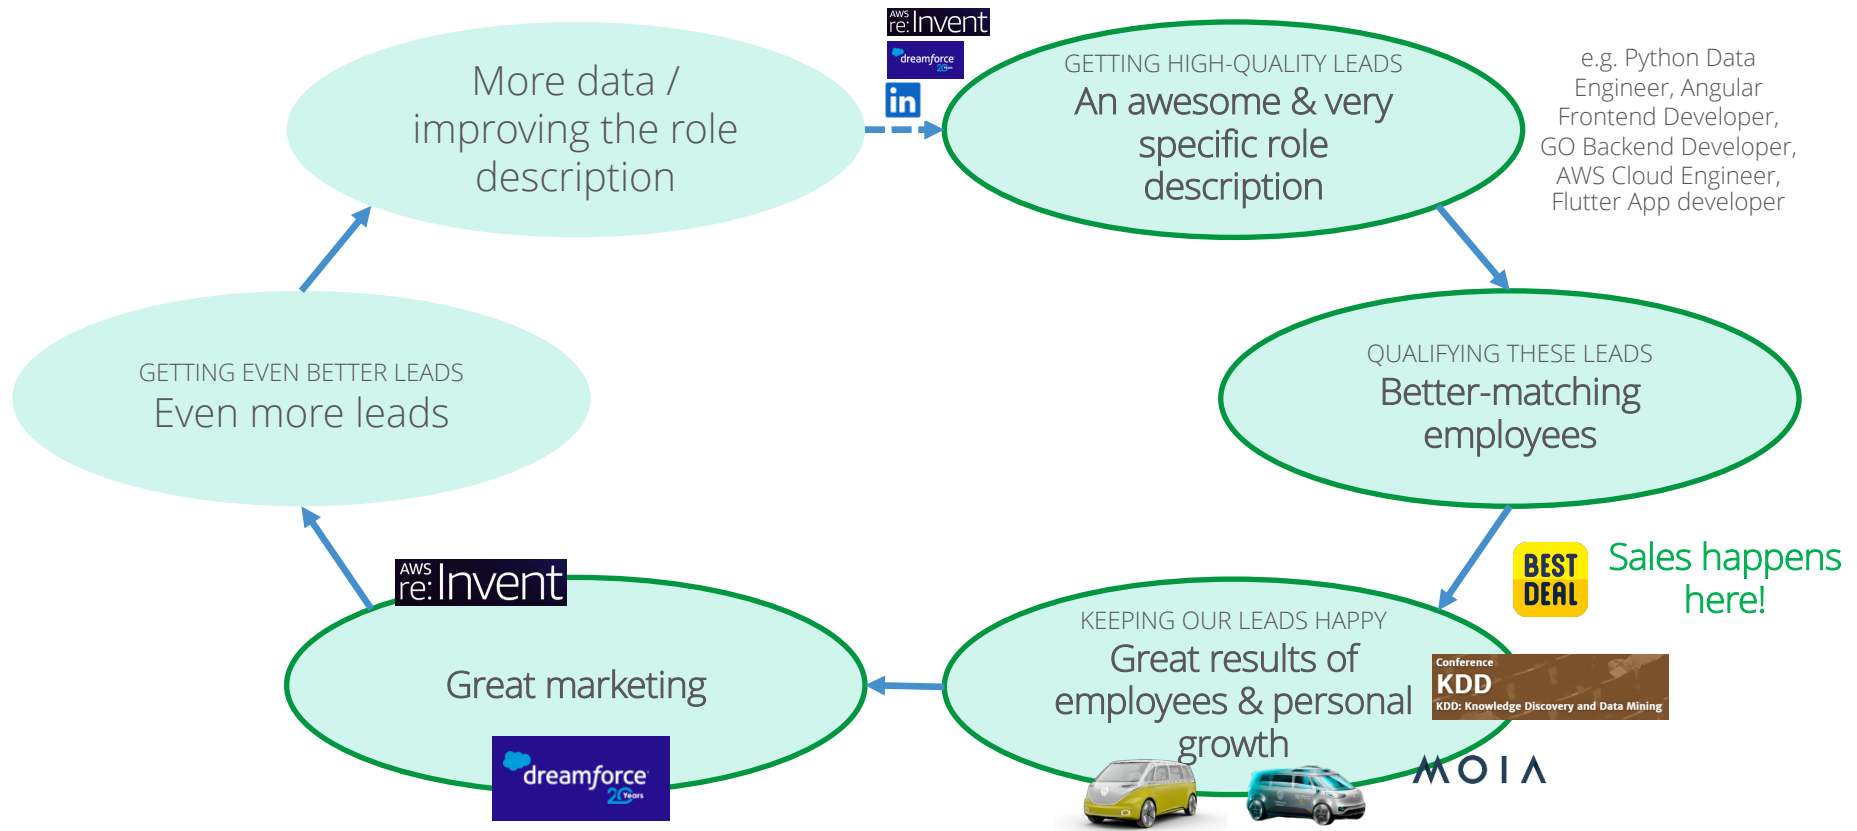 More data /
improving the role
description
AWS
re:Invent
dreamforce
20 Years
in
GETTING HIGH-QUALITY LEADS
An awesome & very
specific role
description
e.g. Python Data
Engineer, Angular
Frontend Developer,
GO Backend Developer,
AWS Cloud Engineer,
Flutter App developer
QUALIFYING THESE LEADS
Better-matching
employees
BEST
DEAL
Sales happens
here!
KEEPING OUR LEADS HAPPY
Great results of
employees & personal
growth
Conference
KDD
KDD: Knowledge Discovery and Data Mining
MOIA
AWS
re:Invent
Great marketing
dreamforce
20 Years
GETTING EVEN BETTER LEADS
Even more leads